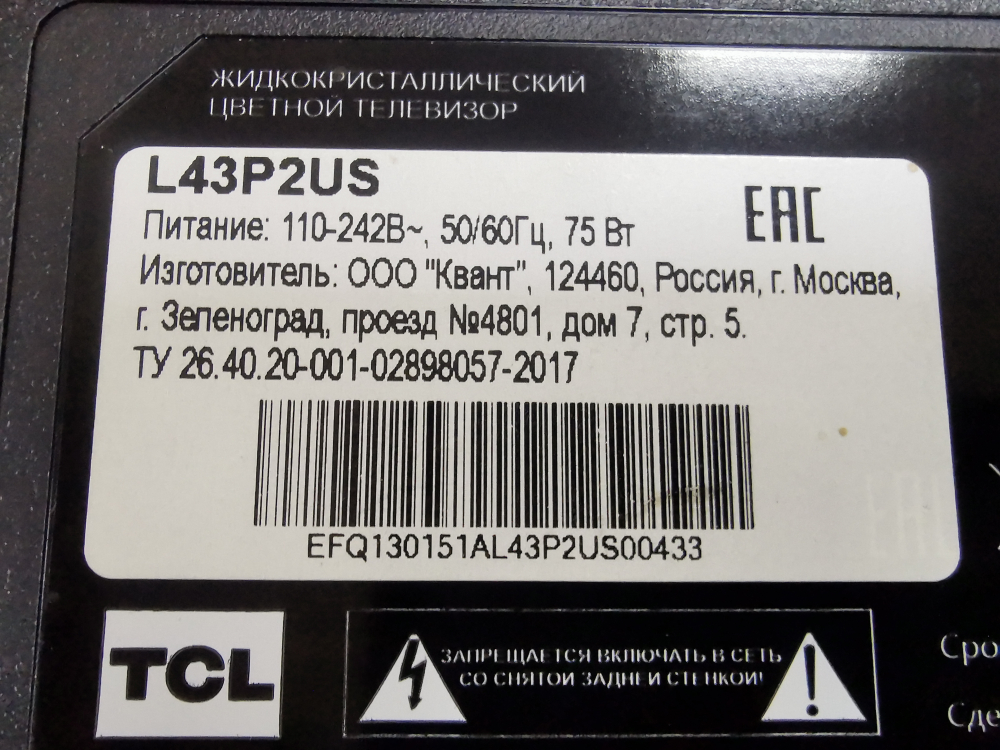 ЖИДКОКРИСТАЛЛИЧЕСКИЙ
ЦВЕТНОЙ ТЕЛЕВИЗОР
L43P2US
Питание: 110-242В~, 50/60Гц, 75 Вт
EAC
Изготовитель: ООО "Квант", 124460, Россия, г. Москва,
г. Зеленоград, проезд №4801, дом 7, стр. 5.
ТУ 26.40.20-001-02898057-2017
EFQ130151AL43P2US00433
TCL
ЗАПРЕЩАЕТСЯ ВКЛЮЧАТЬ В СЕТЬ
СО СНЯТОЙ ЗАДНЕЙ СТЕНКОЙ!
Сро
Сде